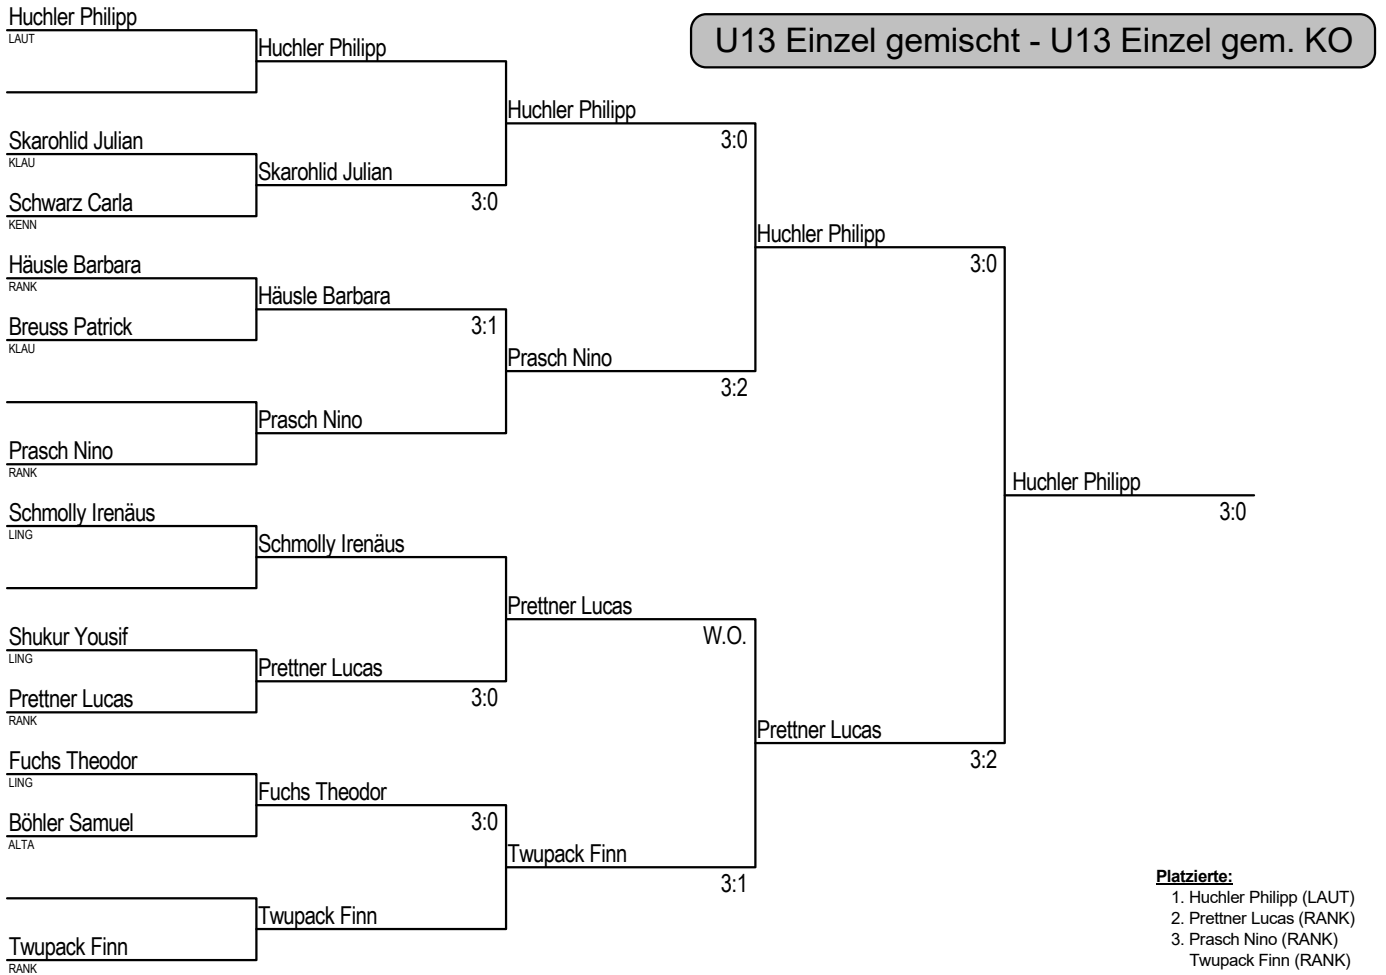 U13 Einzel gemischt - U13 Einzel gem. KO
Huchler Philipp
LAUT
Skarohlid Julian
KLAU
Schwarz Carla
KENN
Häusle Barbara
RANK
Breuss Patrick
KLAU
Prasch Nino
RANK
Schmolly Irenäus
LING
Shukur Yousif
LING
Prettner Lucas
RANK
Fuchs Theodor
LING
Böhler Samuel
ALTA
Twupack Finn
RANK
Huchler Philipp
Skarohlid Julian
3:0
Häusle Barbara
3:1
Prasch Nino
Schmolly Irenäus
Prettner Lucas
3:0
Fuchs Theodor
3:0
Twupack Finn
Huchler Philipp
3:0
Prasch Nino
3:2
Prettner Lucas
W.O.
Twupack Finn
3:1
Huchler Philipp
3:0
Prettner Lucas
3:2
Huchler Philipp
3:0
Platzierte:
1. Huchler Philipp (LAUT)
2. Prettner Lucas (RANK)
3. Prasch Nino (RANK)
Twupack Finn (RANK)